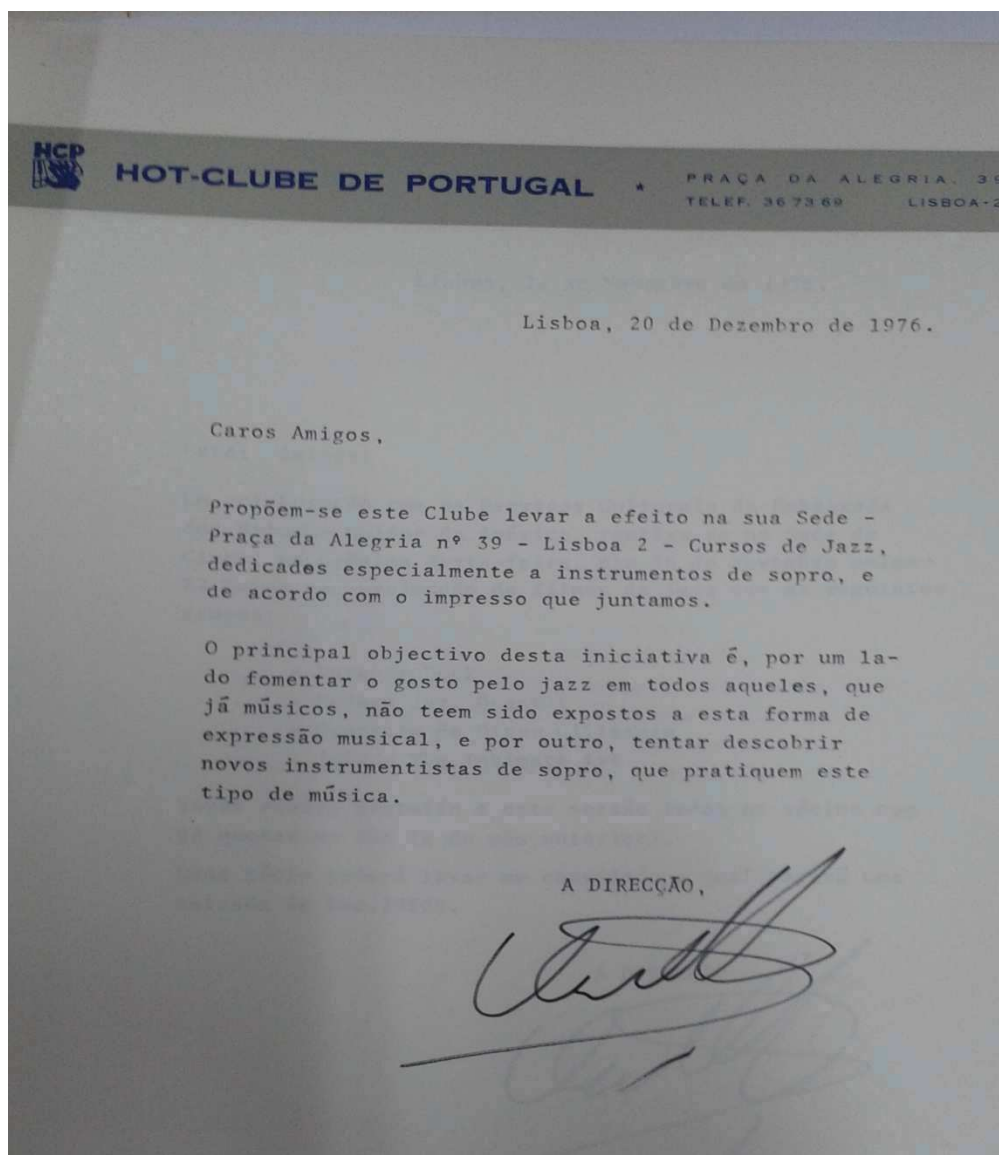 HCP
HOT-CLUBE DE PORTUGAL * PRAÇA DA ALEGRIA, 39
TELEF. 36 73 69 LISBOA-2
Lisboa, 20 de Dezembro de 1976.
Caros Amigos,
Propõem-se este Clube levar a efeito na sua Sede -
Praça da Alegria nº 39 - Lisboa 2 - Cursos de Jazz,
dedicados especialmente a instrumentos de sopro, e
de acordo com o impresso que juntamos.
O principal objectivo desta iniciativa é, por um la-
do fomentar o gosto pelo jazz em todos aqueles, que
já músicos, não teem sido expostos a esta forma de
expressão musical, e por outro, tentar descobrir
novos instrumentistas de sopro, que pratiquem este
tipo de música.
A DIRECÇÃO,